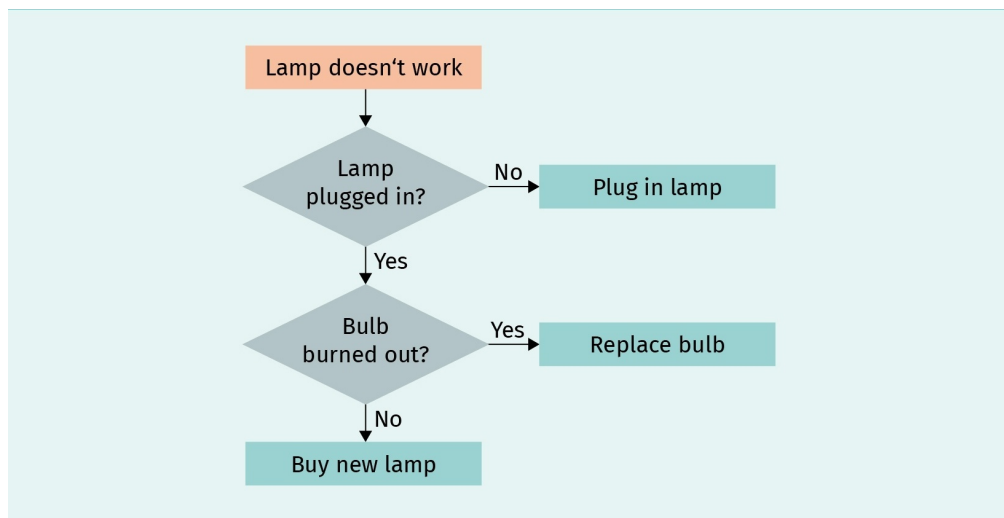 Lamp doesn‘t work
Lamp
plugged in?
No
Plug in lamp
Yes
Bulb
burned out?
Yes
Replace bulb
No
Buy new lamp